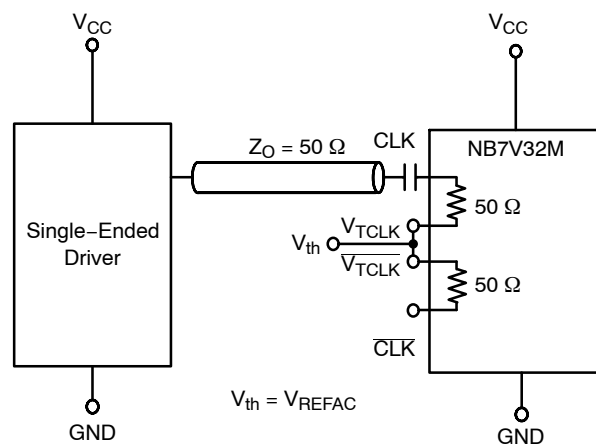 V_CC
V_CC
Single−Ended
Driver
Z_O = 50 Ω
CLK
NB7V32M
50 Ω
V_TCLK
V_th
V̅_T̅C̅L̅K̅
50 Ω
C̅L̅K̅
V_th = V_REFAC
GND
GND